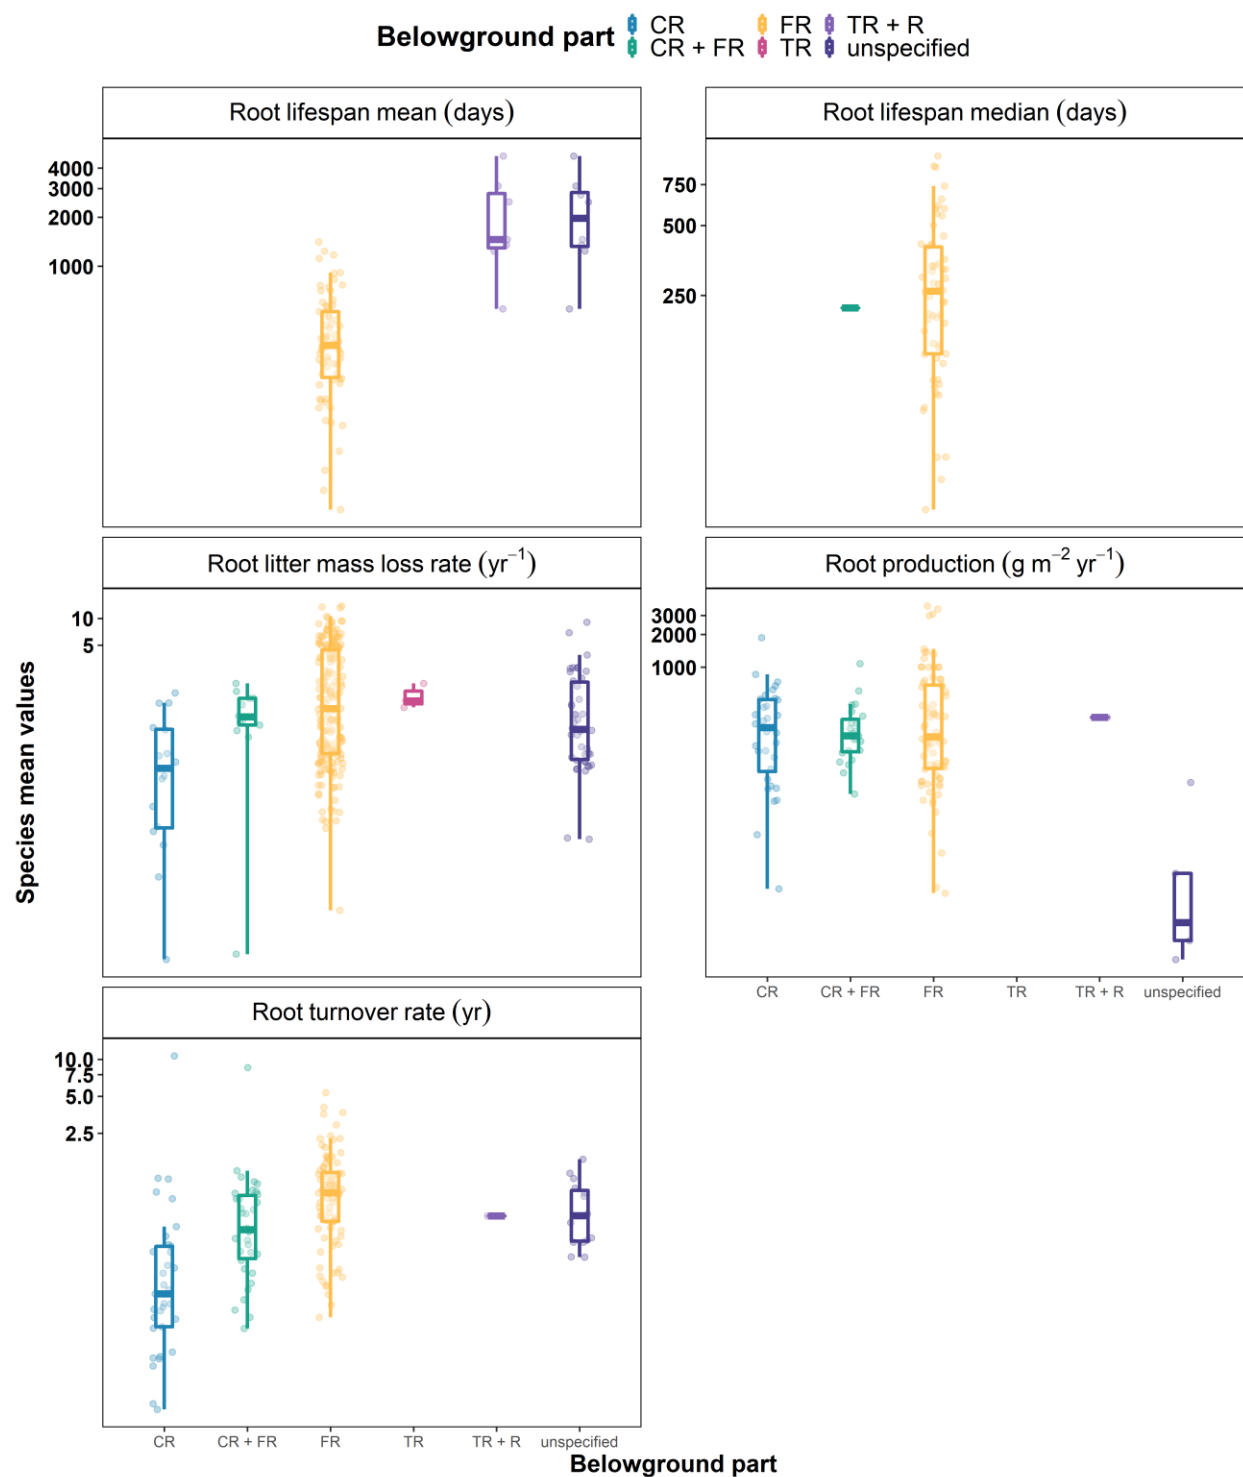 Belowground part CR FR TR + R
CR + FR TR unspecified
Root lifespan mean (days)
4000
3000
2000
1000
Root lifespan median (days)
750
500
250
Root litter mass loss rate (yr⁻¹)
10
5
Root production (g m⁻² yr⁻¹)
3000
2000
1000
CR CR + FR FR TR TR + R unspecified
Root turnover rate (yr)
10.0
7.5
5.0
2.5
CR CR + FR FR TR TR + R unspecified
Species mean values
Belowground part